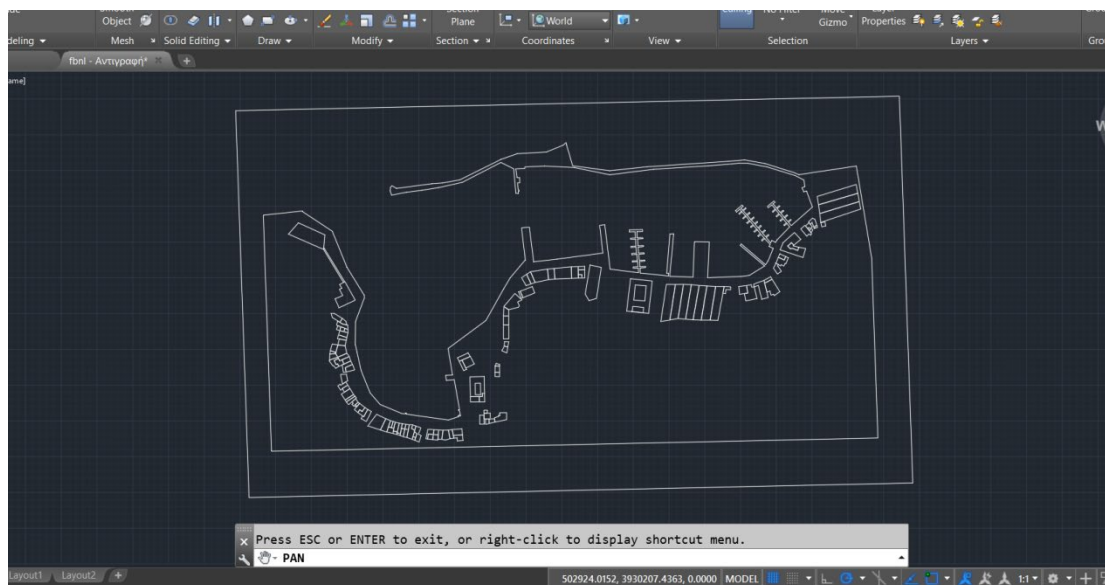 Object
Plane
World
Gizmo
Properties
Mesh
Solid Editing
Draw
Modify
Section
Coordinates
View
Selection
Layers
fbnl - Αντιγραφή*
Press ESC or ENTER to exit, or right-click to display shortcut menu.
PAN
Layout1
Layout2
+
502924.0152, 3930207.4363, 0.0000
MODEL
1:1